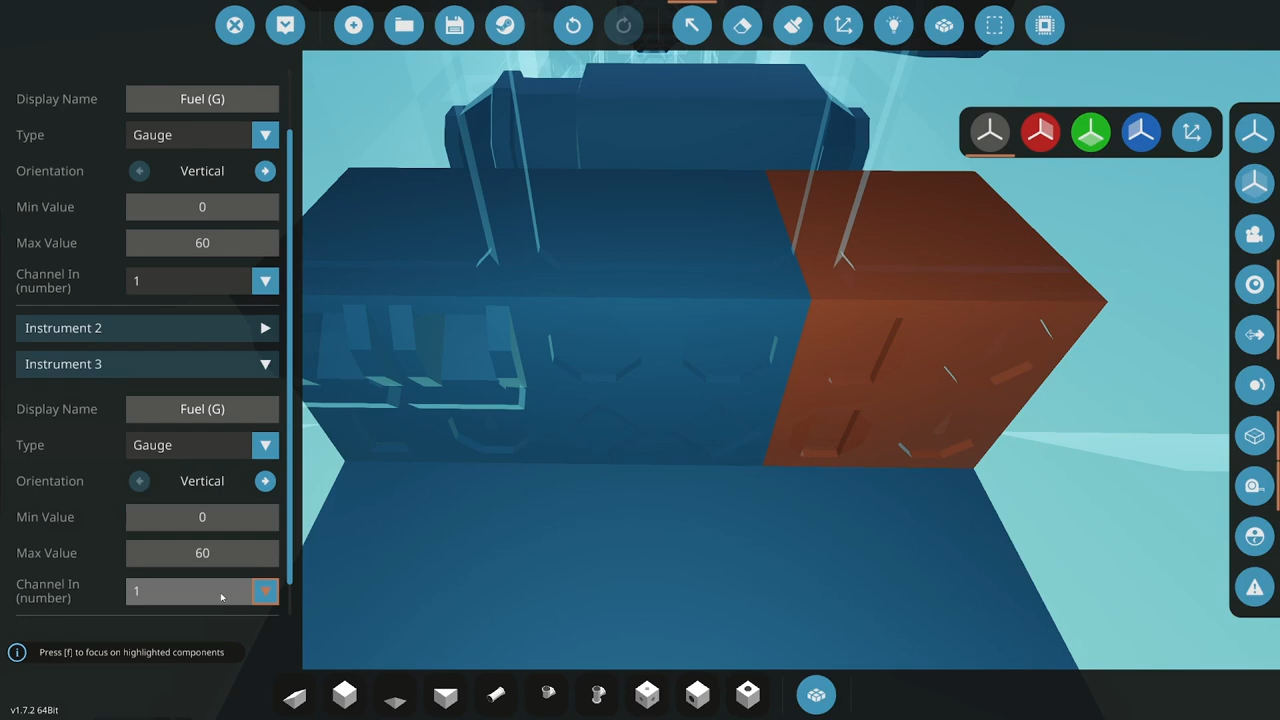 Display Name Fuel (G)
Type Gauge
Orientation Vertical
Min Value 0
Max Value 60
Channel In
(number) 1
Instrument 2
Instrument 3
Display Name Fuel (G)
Type Gauge
Orientation Vertical
Min Value 0
Max Value 60
Channel In
(number) 1
Press [f] to focus on highlighted components
v1.7.2 64Bit